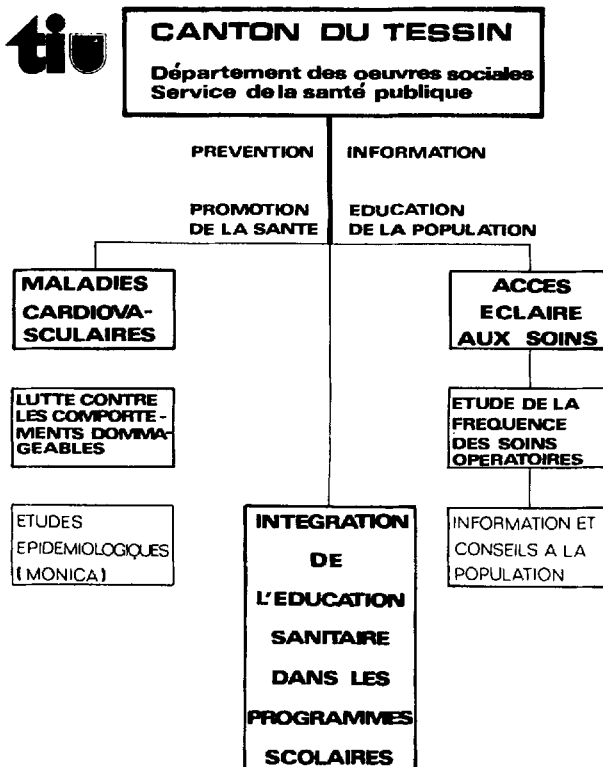 tiu
CANTON DU TESSIN
Département des oeuvres sociales
Service de la santé publique
PREVENTION
INFORMATION
PROMOTION
DE LA SANTE
EDUCATION
DE LA POPULATION
MALADIES
CARDIOVA-
SCULAIRES
LUTTE CONTRE
LES COMPORTE-
MENTS DOMMA-
GEABLES
ETUDES
EPIDEMIOLOGIQUES
(MONICA)
INTEGRATION
DE
L'EDUCATION
SANITAIRE
DANS LES
PROGRAMMES
SCOLAIRES
ACCES
ECLAIRE
AUX SOINS
ETUDE DE LA
FREQUENCE
DES SOINS
OPERATOIRES
INFORMATION ET
CONSEILS A LA
POPULATION